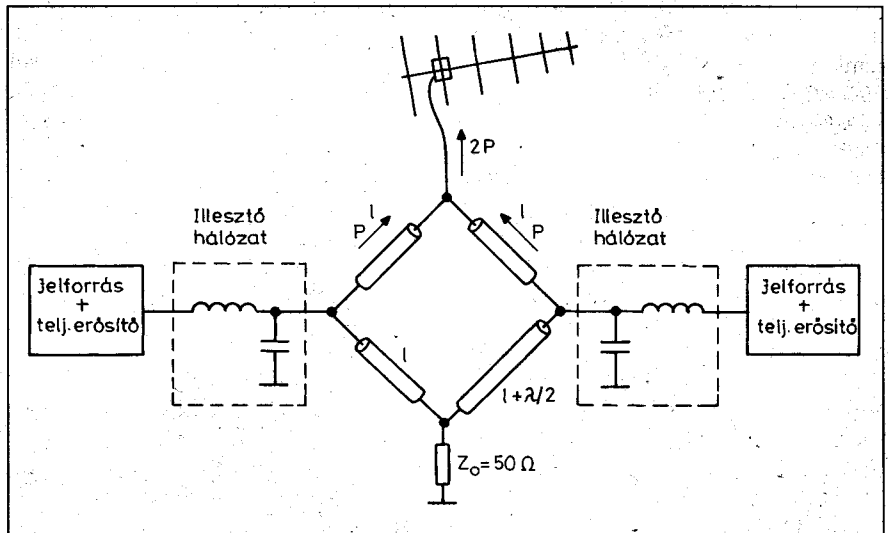 2P
l
P
l
P
Illesztő
hálózat
Illesztő
hálózat
Jelforrás
+
telj. erősítő
Jelforrás
+
telj. erősítő
l
l+λ/2
Z₀=50 Ω